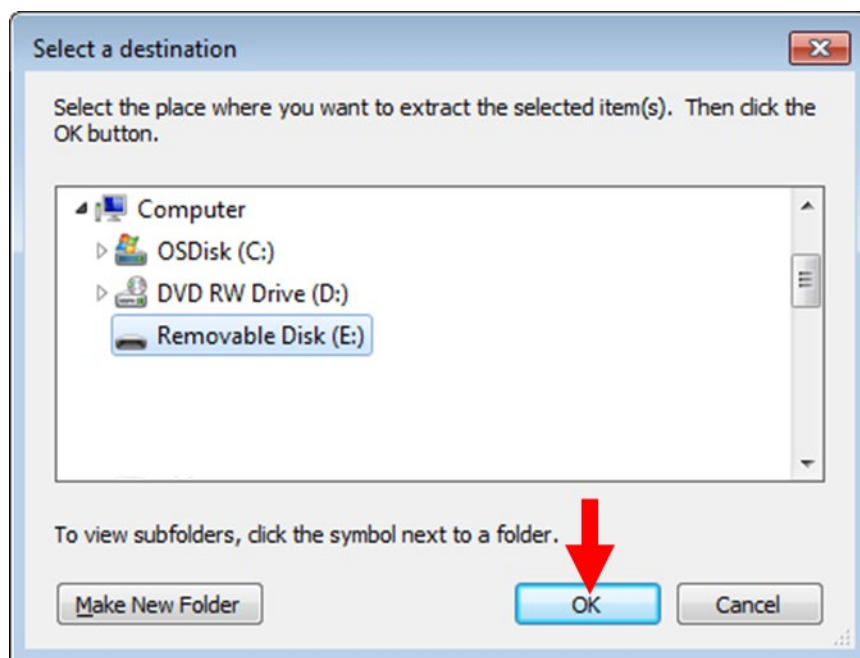 Select a destination
Select the place where you want to extract the selected item(s).  Then click the
OK button.
Computer
OSDisk (C:)
DVD RW Drive (D:)
Removable Disk (E:)
To view subfolders, click the symbol next to a folder.
Make New Folder OK Cancel